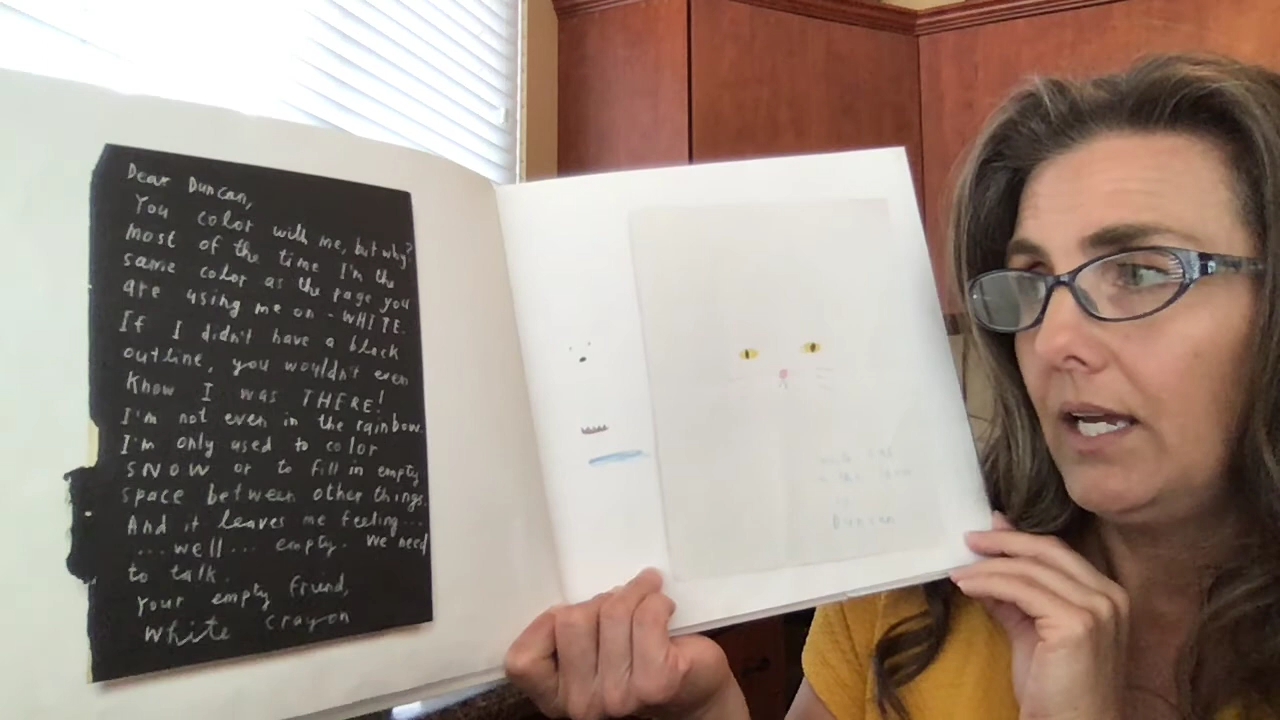 Dear Duncan,
You color with me, but why?
Most of the time I'm the
same color as the page you
are using me on - WHITE.
If I didn't have a black
outline, you wouldn't even
know I was THERE!
I'm not even in the rainbow.
I'm only used to color
SNOW or to fill in empty
space between other things.
And it leaves me feeling...
...well... empty. We need
to talk.
Your empty friend,
White crayon
Duncan